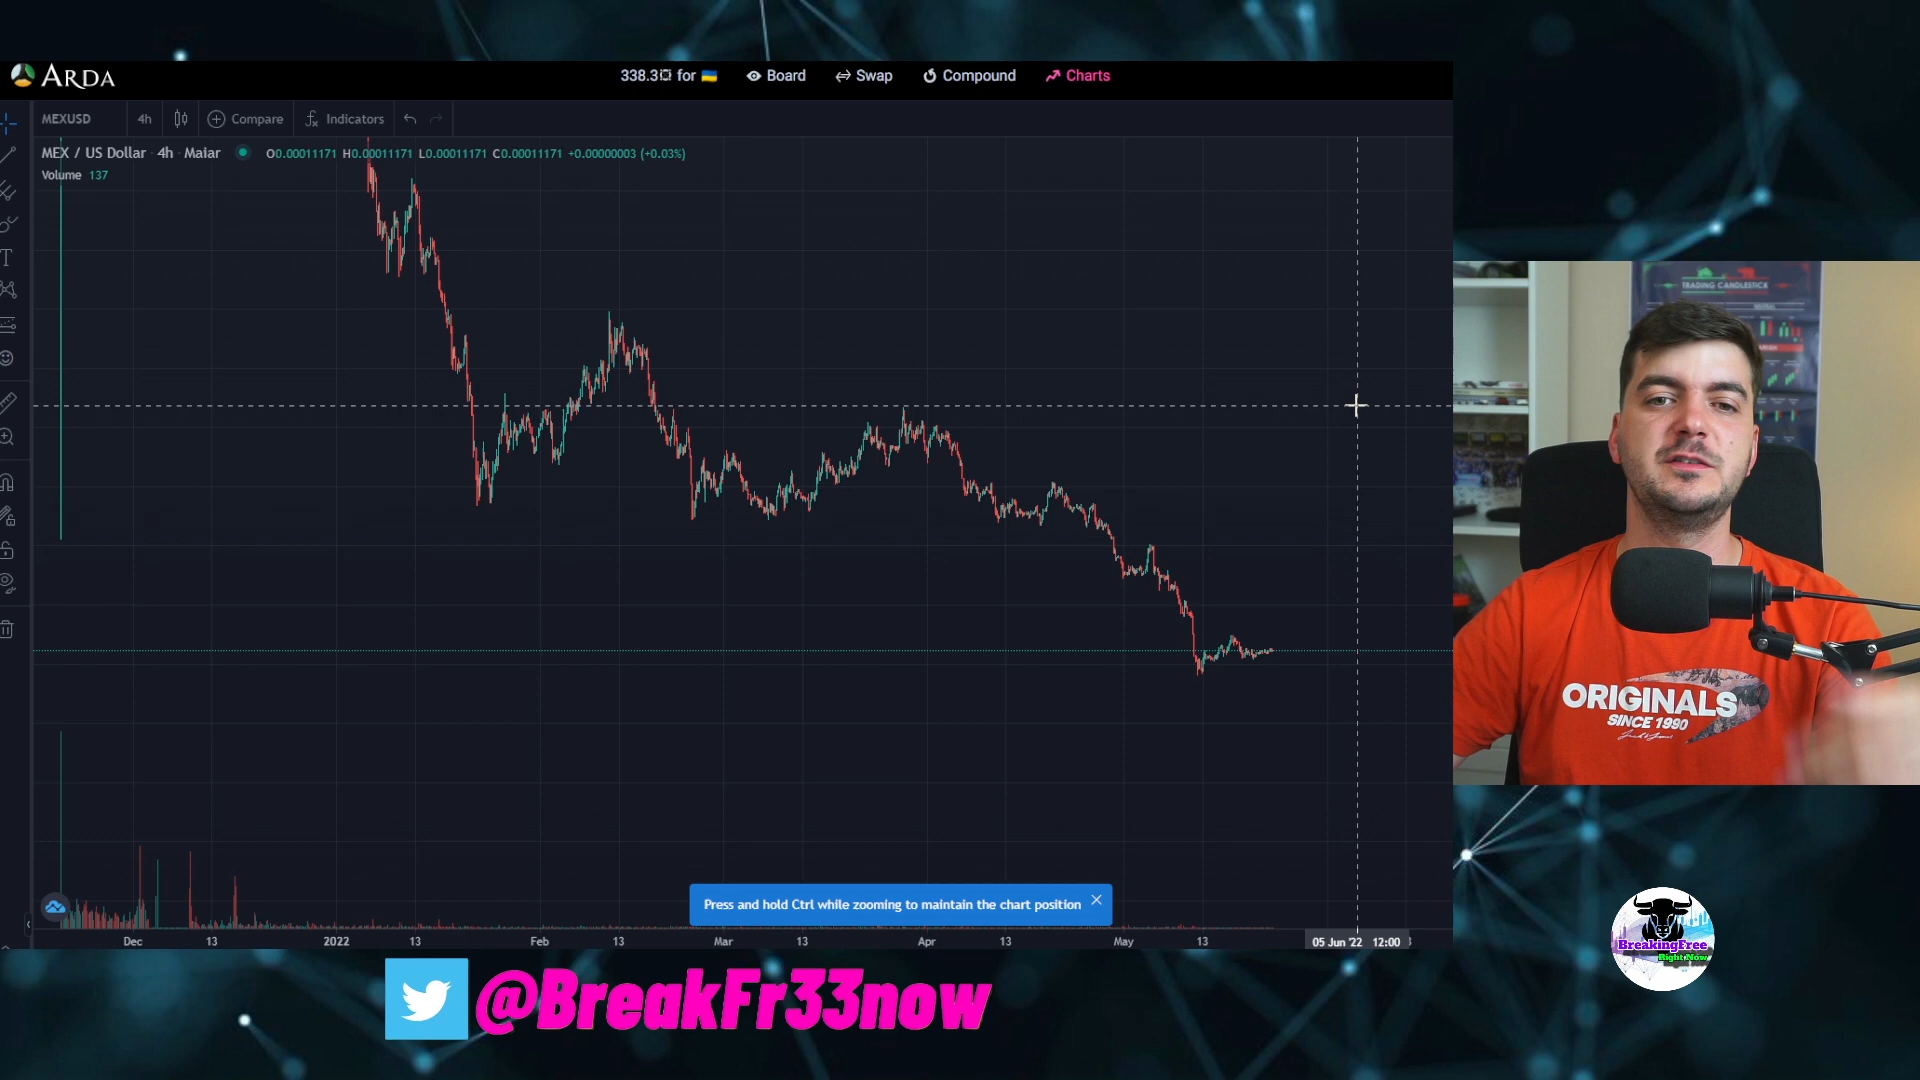 ARDA
338.3 for
Board
Swap
Compound
Charts
MEXUSD
4h
Compare
Indicators
MEX / US Dollar · 4h · Maiar
O0.00011171 H0.00011171 L0.00011171 C0.00011171 +0.00000003 (+0.03%)
Volume 137
TRADING CANDLESTICK
ORIGINALS
SINCE 1990
Press and hold Ctrl while zooming to maintain the chart position
Dec 13 2022 13 Feb 13 Mar 13 Apr 13 May 13 05 Jun '22 12:00
BreakingFree
Right Now
@BreakFr33now